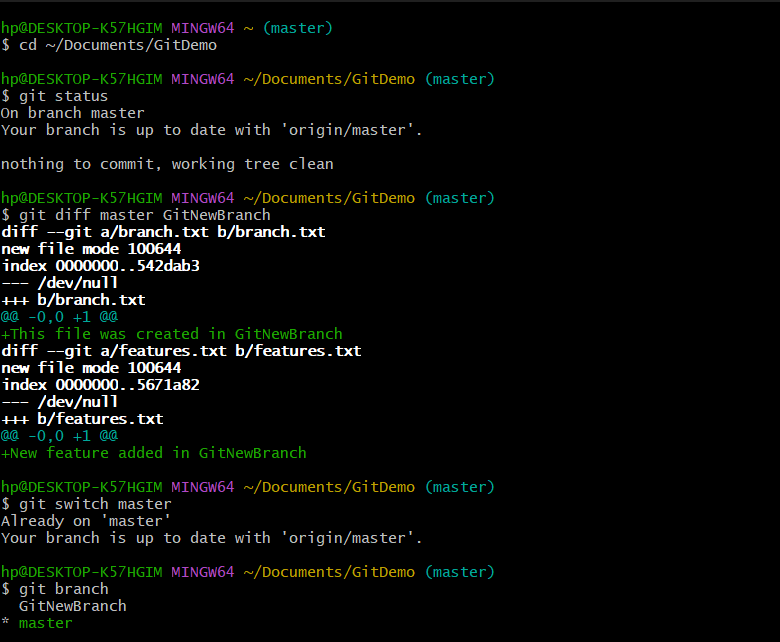 hp@DESKTOP-K57HGIM MINGW64 ~ (master)
$ cd ~/Documents/GitDemo
hp@DESKTOP-K57HGIM MINGW64 ~/Documents/GitDemo (master)
$ git status
On branch master
Your branch is up to date with 'origin/master'.
nothing to commit, working tree clean
hp@DESKTOP-K57HGIM MINGW64 ~/Documents/GitDemo (master)
$ git diff master GitNewBranch
diff --git a/branch.txt b/branch.txt
new file mode 100644
index 0000000..542dab3
--- /dev/null
+++ b/branch.txt
@@ -0,0 +1 @@
+This file was created in GitNewBranch
diff --git a/features.txt b/features.txt
new file mode 100644
index 0000000..5671a82
--- /dev/null
+++ b/features.txt
@@ -0,0 +1 @@
+New feature added in GitNewBranch
hp@DESKTOP-K57HGIM MINGW64 ~/Documents/GitDemo (master)
$ git switch master
Already on 'master'
Your branch is up to date with 'origin/master'.
hp@DESKTOP-K57HGIM MINGW64 ~/Documents/GitDemo (master)
$ git branch
  GitNewBranch
* master